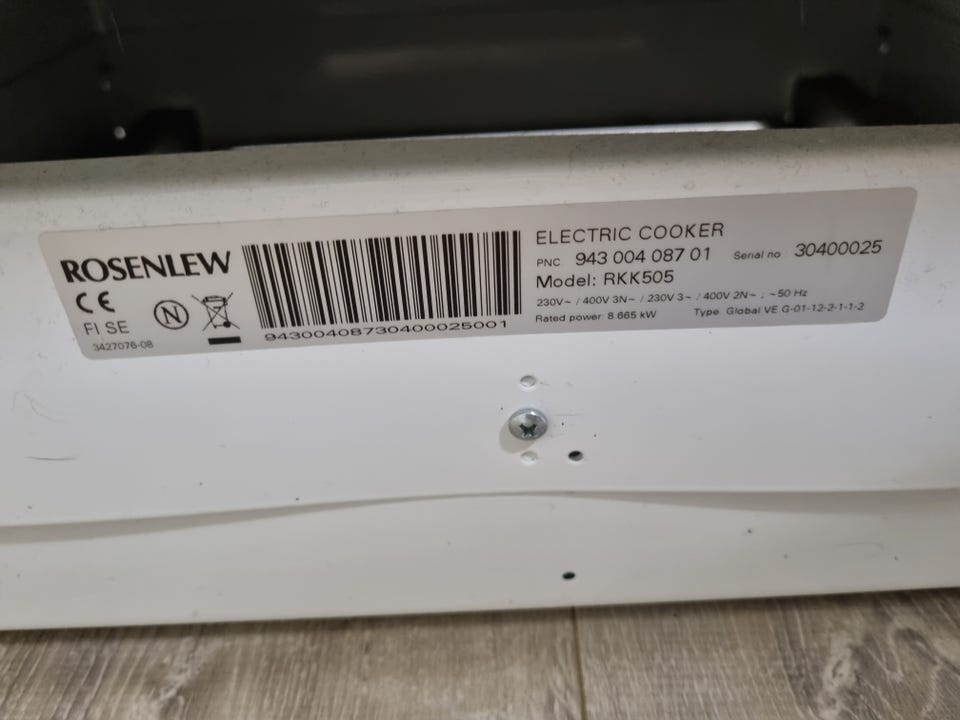 ROSENLEW
CE
FI SE
N
3427076-08
94300408730400025001
ELECTRIC COOKER
PNC 943 004 087 01 Serial no 30400025
Model: RKK505
230V~ / 400V 3N~ / 230V 3~ / 400V 2N~ , ~50 Hz
Rated power: 8 665 kW Type Global VE G-01-12-2-1-1-2